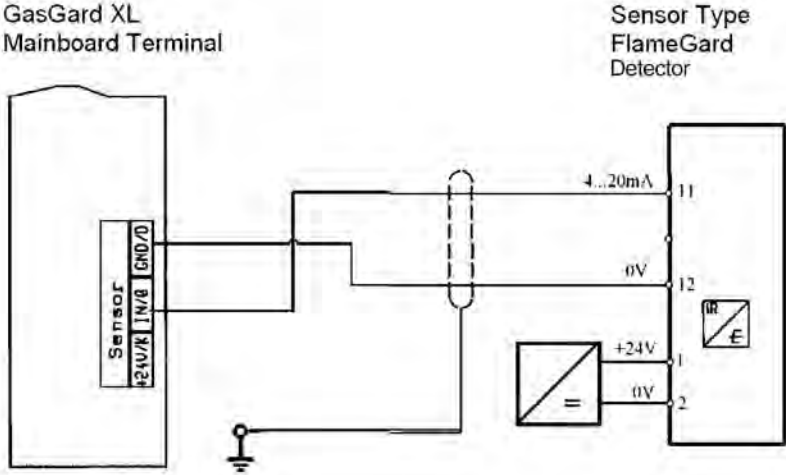 GasGard XL
Mainboard Terminal
Sensor Type
FlameGard
Detector
4...20mA
11
GND/D
0V
12
Sensor
IN/@
IR
E
+24V
1
+24V/K
=
0V
2